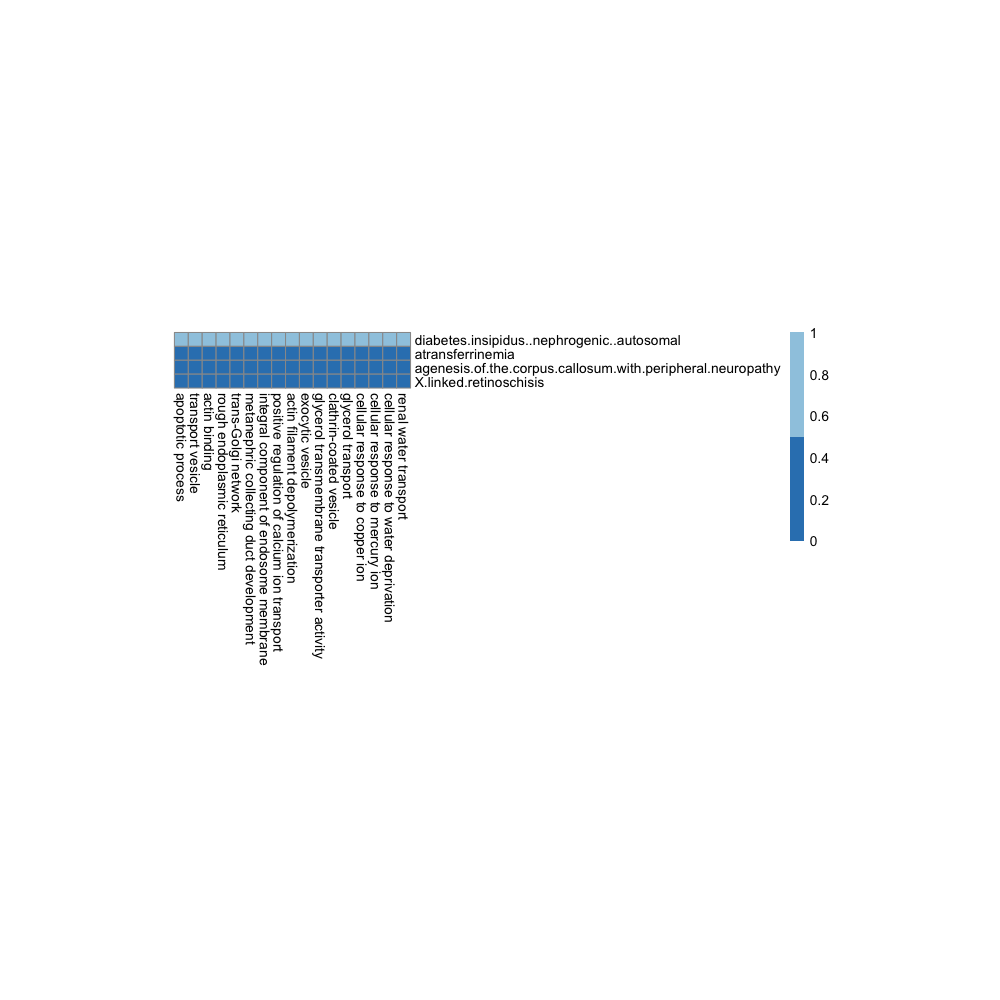 diabetes.insipidus..nephrogenic..autosomal
atransferrinemia
agenesis.of.the.corpus.callosum.with.peripheral.neuropathy
X.linked.retinoschisis
apoptotic process
transport vesicle
actin binding
rough endoplasmic reticulum
trans-Golgi network
metanephric collecting duct development
integral component of endosome membrane
positive regulation of calcium ion transport
actin filament depolymerization
exocytic vesicle
glycerol transmembrane transporter activity
clathrin-coated vesicle
glycerol transport
cellular response to copper ion
cellular response to mercury ion
cellular response to water deprivation
renal water transport
1
0.8
0.6
0.4
0.2
0